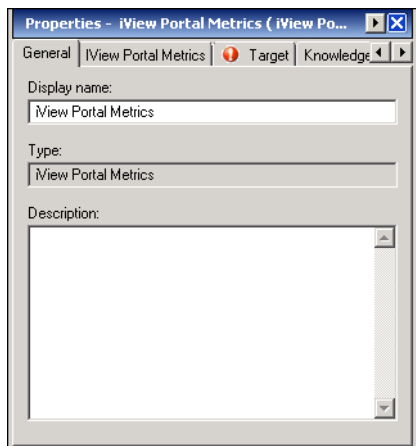 Properties - iView Portal Metrics ( iView Po...
General
IView Portal Metrics
Target
Knowledge
Display name:
iView Portal Metrics
Type:
iView Portal Metrics
Description: